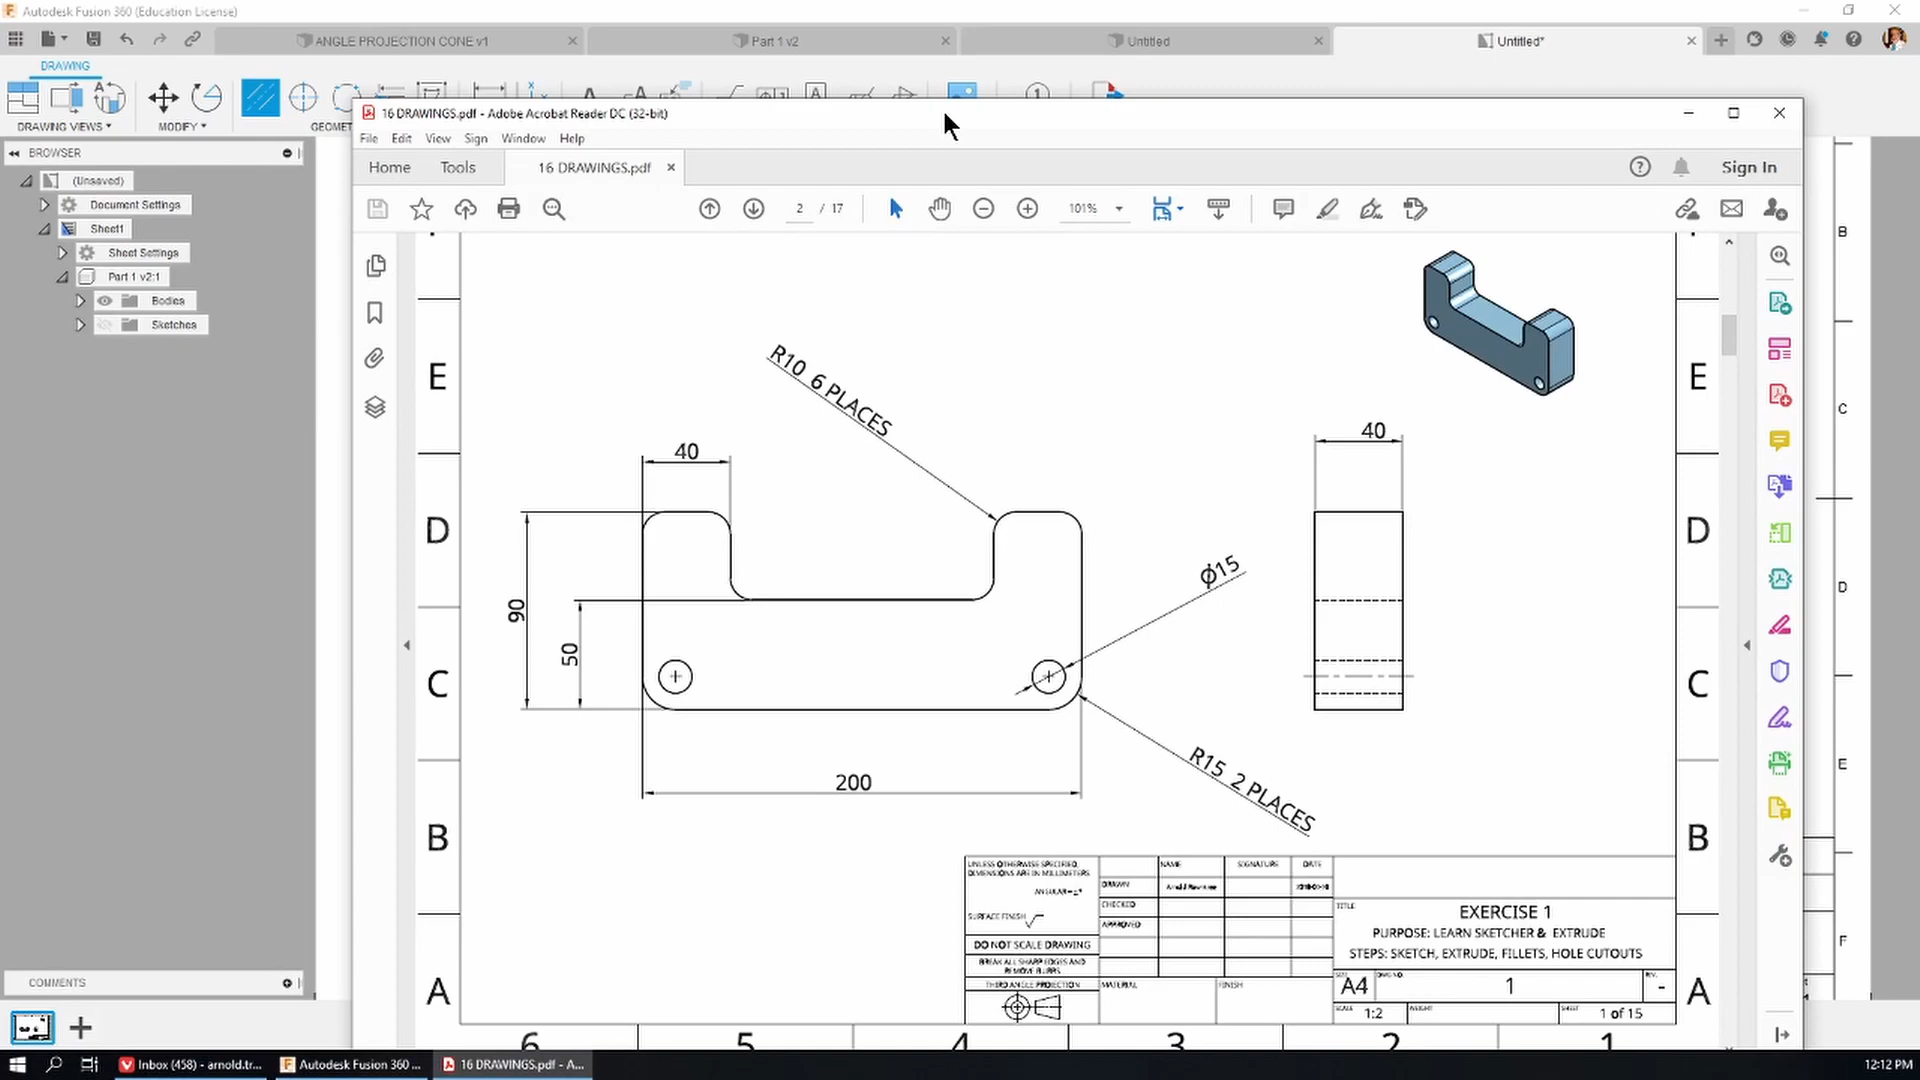 Autodesk Fusion 360 (Education License)
ANGLE PROJECTION CONE v1
Part 1 v2
Untitled
Untitled*
DRAWING
DRAWING VIEWS
MODIFY
GEOMET
BROWSER
(Unsaved)
Document Settings
Sheet1
Sheet Settings
Part 1 v2:1
Bodies
Sketches
COMMENTS
16 DRAWINGS.pdf - Adobe Acrobat Reader DC (32-bit)
File Edit View Sign Window Help
Home Tools 16 DRAWINGS.pdf
Sign In
2 / 17
101%
E
D
C
B
A
R10 6 PLACES
40
90
50
200
Ø15
R15 2 PLACES
40
E
D
C
B
A
6 5 4 3 2 1
UNLESS OTHERWISE SPECIFIED,
DIMENSIONS ARE IN MILLIMETERS
ANGULAR=±°
SURFACE FINISH
DO NOT SCALE DRAWING
BREAK ALL SHARP EDGES AND
REMOVE BURRS
THIRD ANGLE PROJECTION
NAME SIGNATURE DATE
DRAWN
CHECKED
APPROVED
MATERIAL FINISH
TITLE
EXERCISE 1
PURPOSE: LEARN SKETCHER & EXTRUDE
STEPS: SKETCH, EXTRUDE, FILLETS, HOLE CUTOUTS
SIZE A4 DWG NO. 1 REV. -
SCALE 1:2 WEIGHT SHEET 1 of 15
B
C
D
E
F
Inbox (458) - arnold.tr...
Autodesk Fusion 360 ...
16 DRAWINGS.pdf - A...
12:12 PM